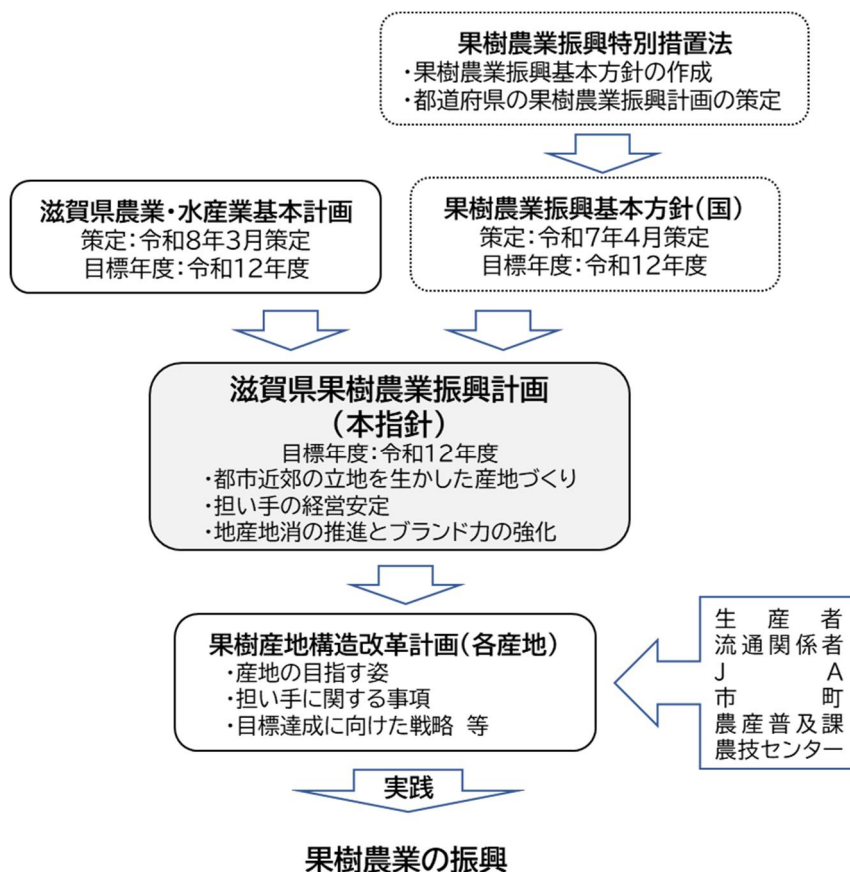 果樹農業振興特別措置法
・果樹農業振興基本方針の作成
・都道府県の果樹農業振興計画の策定
滋賀県農業・水産業基本計画
策定：令和８年３月策定
目標年度：令和１２年度
果樹農業振興基本方針（国）
策定：令和７年４月策定
目標年度：令和１２年度
滋賀県果樹農業振興計画
（本指針）
目標年度：令和１２年度
・都市近郊の立地を生かした産地づくり
・担い手の経営安定
・地産地消の推進とブランド力の強化
果樹産地構造改革計画（各産地）
・産地の目指す姿
・担い手に関する事項
・目標達成に向けた戦略 等
生産者
流通関係者
JA
市町
農産普及課
農技センター
実践
果樹農業の振興